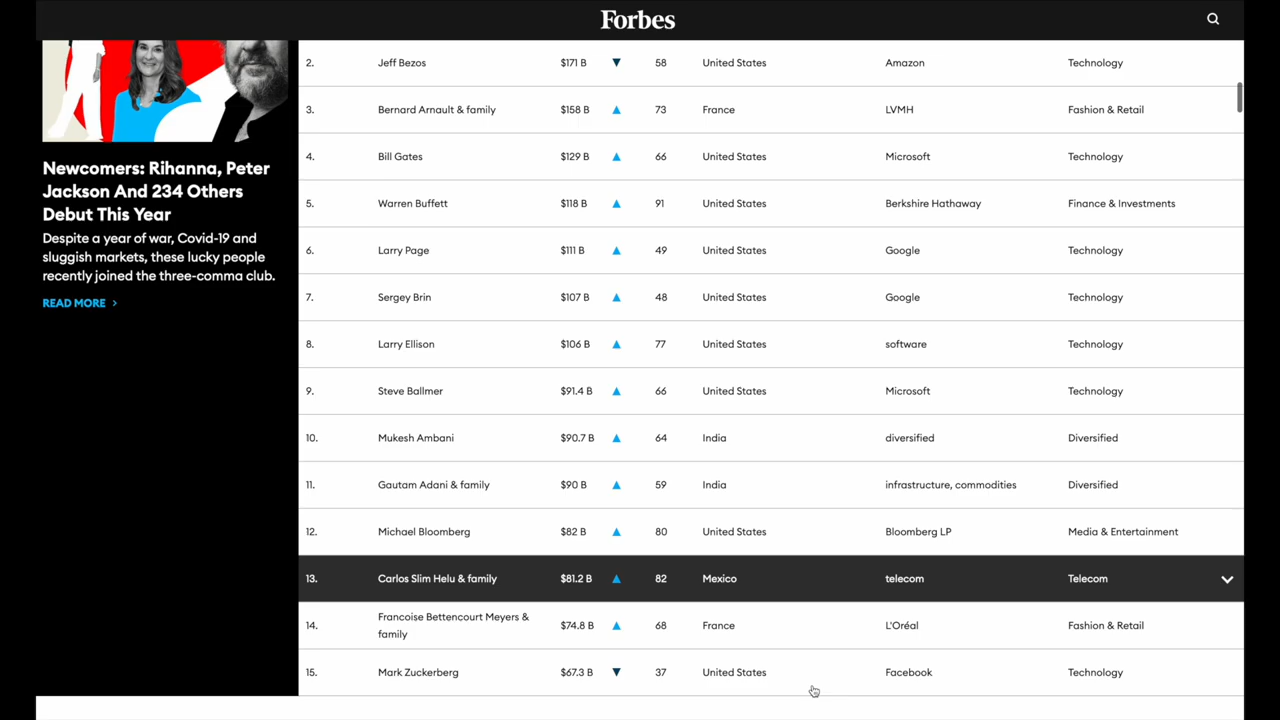 Forbes
2. Jeff Bezos $171 B ▼ 58 United States Amazon Technology
3. Bernard Arnault & family $158 B ▲ 73 France LVMH Fashion & Retail
4. Bill Gates $129 B ▲ 66 United States Microsoft Technology
5. Warren Buffett $118 B ▲ 91 United States Berkshire Hathaway Finance & Investments
6. Larry Page $111 B ▲ 49 United States Google Technology
7. Sergey Brin $107 B ▲ 48 United States Google Technology
8. Larry Ellison $106 B ▲ 77 United States software Technology
9. Steve Ballmer $91.4 B ▲ 66 United States Microsoft Technology
10. Mukesh Ambani $90.7 B ▲ 64 India diversified Diversified
11. Gautam Adani & family $90 B ▲ 59 India infrastructure, commodities Diversified
12. Michael Bloomberg $82 B ▲ 80 United States Bloomberg LP Media & Entertainment
13. Carlos Slim Helu & family $81.2 B ▲ 82 Mexico telecom Telecom
14. Francoise Bettencourt Meyers &
family $74.8 B ▲ 68 France L'Oréal Fashion & Retail
15. Mark Zuckerberg $67.3 B ▼ 37 United States Facebook Technology
Newcomers: Rihanna, Peter
Jackson And 234 Others
Debut This Year
Despite a year of war, Covid-19 and
sluggish markets, these lucky people
recently joined the three-comma club.
READ MORE >